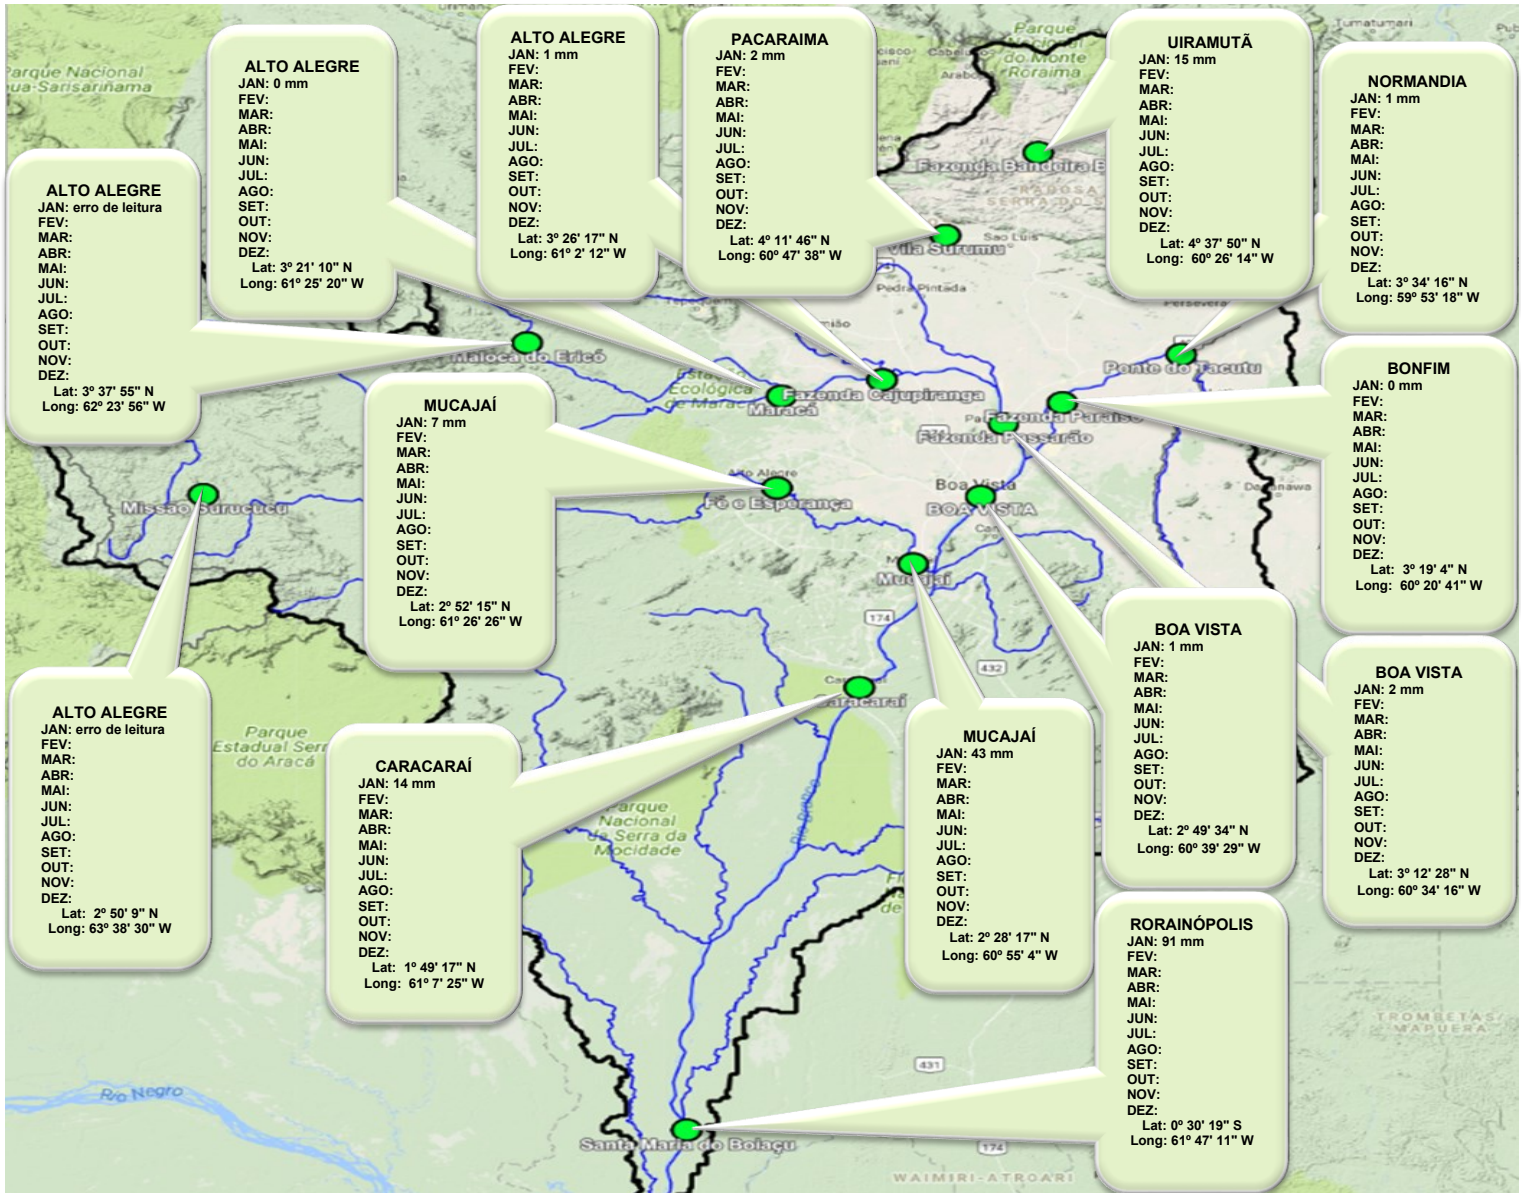 ALTO ALEGRE
JAN: erro de leitura
FEV:
MAR:
ABR:
MAI:
JUN:
JUL:
AGO:
SET:
OUT:
NOV:
DEZ:
Lat: 3º 37' 55" N
Long: 62º 23' 56" W
ALTO ALEGRE
JAN: 0 mm
FEV:
MAR:
ABR:
MAI:
JUN:
JUL:
AGO:
SET:
OUT:
NOV:
DEZ:
Lat: 3º 21' 10" N
Long: 61º 25' 20" W
ALTO ALEGRE
JAN: 1 mm
FEV:
MAR:
ABR:
MAI:
JUN:
JUL:
AGO:
SET:
OUT:
NOV:
DEZ:
Lat: 3º 26' 17" N
Long: 61º 2' 12" W
PACARAIMA
JAN: 2 mm
FEV:
MAR:
ABR:
MAI:
JUN:
JUL:
AGO:
SET:
OUT:
NOV:
DEZ:
Lat: 4º 11' 46" N
Long: 60º 47' 38" W
UIRAMUTÃ
JAN: 15 mm
FEV:
MAR:
ABR:
MAI:
JUN:
JUL:
AGO:
SET:
OUT:
NOV:
DEZ:
Lat: 4º 37' 50" N
Long: 60º 26' 14" W
NORMANDIA
JAN: 1 mm
FEV:
MAR:
ABR:
MAI:
JUN:
JUL:
AGO:
SET:
OUT:
NOV:
DEZ:
Lat: 3º 34' 16" N
Long: 59º 53' 18" W
MUCAJAÍ
JAN: 7 mm
FEV:
MAR:
ABR:
MAI:
JUN:
JUL:
AGO:
SET:
OUT:
NOV:
DEZ:
Lat: 2º 52' 15" N
Long: 61º 26' 26" W
BONFIM
JAN: 0 mm
FEV:
MAR:
ABR:
MAI:
JUN:
JUL:
AGO:
SET:
OUT:
NOV:
DEZ:
Lat: 3º 19' 4" N
Long: 60º 20' 41" W
ALTO ALEGRE
JAN: erro de leitura
FEV:
MAR:
ABR:
MAI:
JUN:
JUL:
AGO:
SET:
OUT:
NOV:
DEZ:
Lat: 2º 50' 9" N
Long: 63º 38' 30" W
CARACARAÍ
JAN: 14 mm
FEV:
MAR:
ABR:
MAI:
JUN:
JUL:
AGO:
SET:
OUT:
NOV:
DEZ:
Lat: 1º 49' 17" N
Long: 61º 7' 25" W
MUCAJAÍ
JAN: 43 mm
FEV:
MAR:
ABR:
MAI:
JUN:
JUL:
AGO:
SET:
OUT:
NOV:
DEZ:
Lat: 2º 28' 17" N
Long: 60º 55' 4" W
BOA VISTA
JAN: 1 mm
FEV:
MAR:
ABR:
MAI:
JUN:
JUL:
AGO:
SET:
OUT:
NOV:
DEZ:
Lat: 2º 49' 34" N
Long: 60º 39' 29" W
BOA VISTA
JAN: 2 mm
FEV:
MAR:
ABR:
MAI:
JUN:
JUL:
AGO:
SET:
OUT:
NOV:
DEZ:
Lat: 3º 12' 28" N
Long: 60º 34' 16" W
RORAINÓPOLIS
JAN: 91 mm
FEV:
MAR:
ABR:
MAI:
JUN:
JUL:
AGO:
SET:
OUT:
NOV:
DEZ:
Lat: 0º 30' 19" S
Long: 61º 47' 11" W
Parque Nacional
Parque
do Monte
Roraima
Tumatumari
Fazenda Bandeira B
Vila Surumu
Sao Luis
Pedra Pintada
Maloca do Ericó
Ponte do Tacutu
Ecológica
Maracá
Fazenda Cajupiranga
Fazenda Paraiso
Fazenda Passarão
Missão Surucucu
Alto Alegre
Fé e Esperança
Boa Vista
BOA VISTA
Mucajaí
174
432
Caracaraí
Parque
Estadual Serra
do Aracá
Parque
Nacional
da Serra da
Mocidade
Rio Branco
Rio Negro
431
174
Santa Maria do Boiaçu
TROMBETAS/
MAPUERA
WAIMIRI-ATROARI